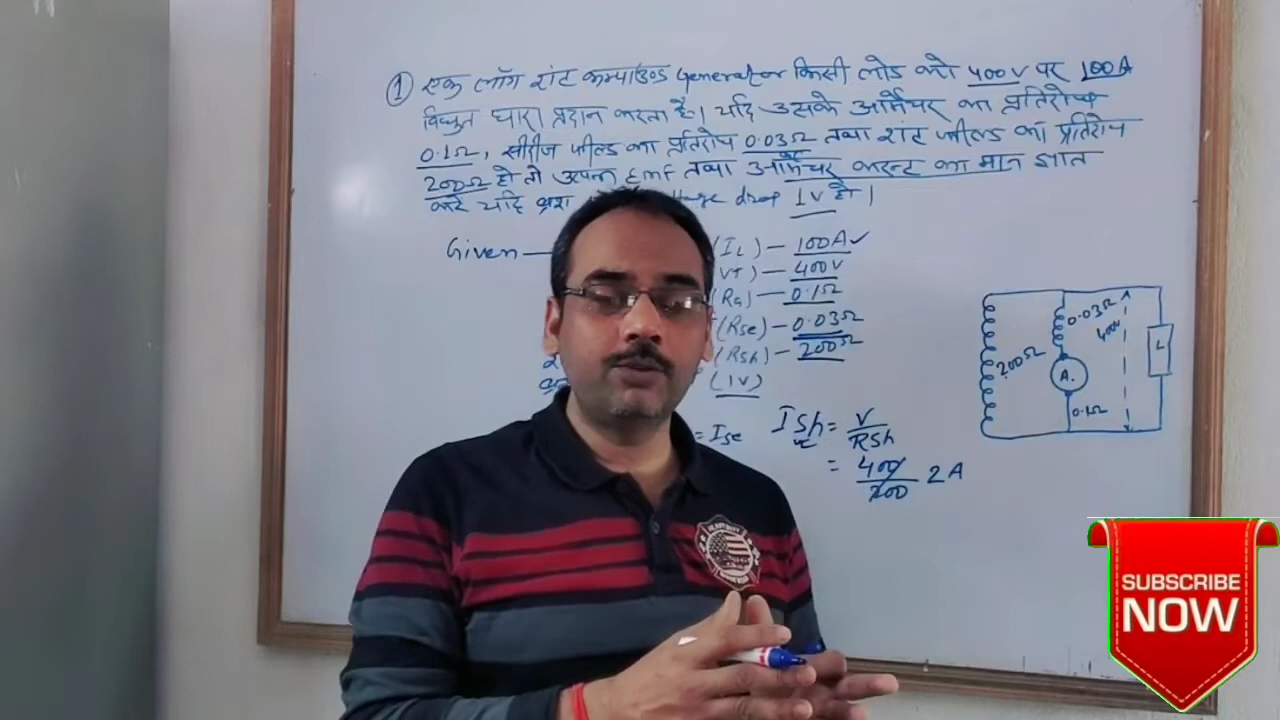 ① एक लॉग शंट कम्पाउण्ड Generator किसी लोड को 400V पर 100A
विद्युत धारा प्रदान करता है। यदि उसके आर्मेचर का प्रतिरोध
0.1Ω, सीरीज फील्ड का प्रतिरोध 0.03Ω तथा शंट फील्ड का प्रतिरोध
200Ω हो तो उत्पन्न emf तथा आर्मेचर करन्ट का मान ज्ञात
करे यदि ब्रश drop 1V हो।
Given — (IL) — 100A
VT) — 400V
(Ra) — 0.1Ω
(Rse) — 0.03Ω
(Rsh) — 200Ω
(1V)
= Ise
Ish = V/Rsh
= 400/200 2A
0.03Ω
400V
200Ω
A.
L
0.1Ω
SUBSCRIBE
NOW